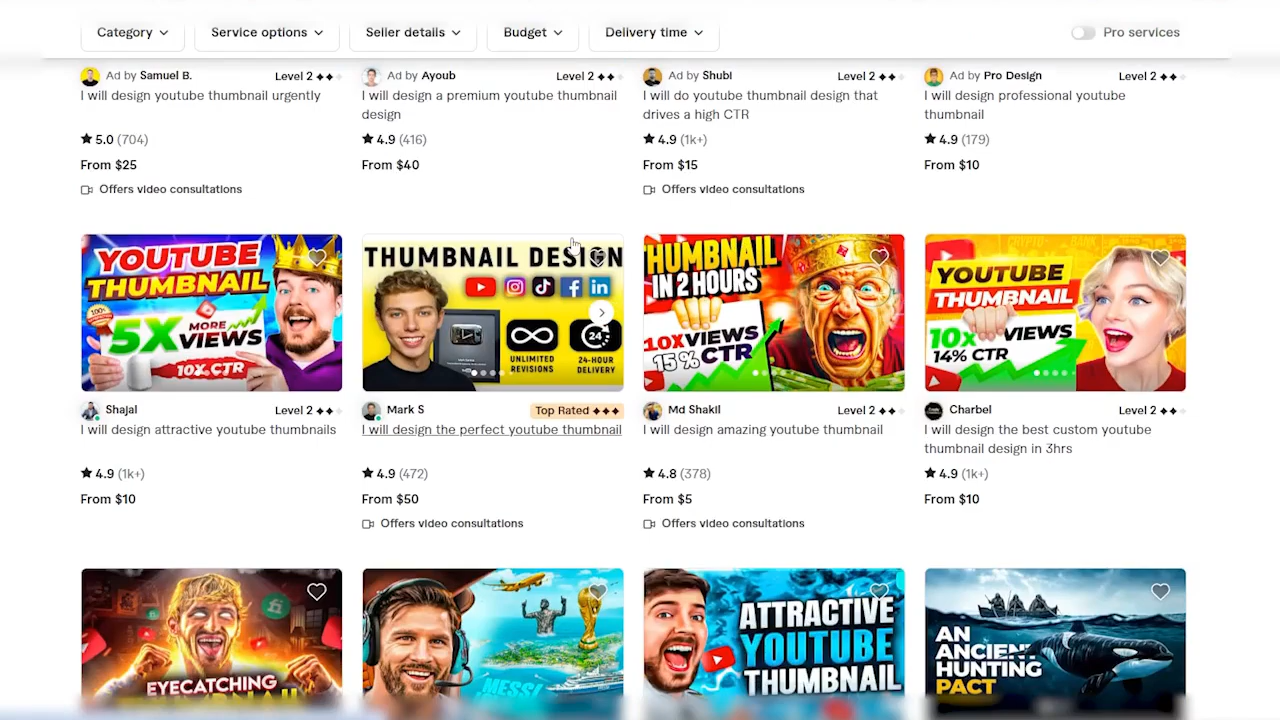 Category
Service options
Seller details
Budget
Delivery time
Pro services
Ad by Samuel B.
Level 2
I will design youtube thumbnail urgently
5.0 (704)
From $25
Offers video consultations
Ad by Ayoub
Level 2
I will design a premium youtube thumbnail
design
4.9 (416)
From $40
Ad by Shubi
Level 2
I will do youtube thumbnail design that
drives a high CTR
4.9 (1k+)
From $15
Offers video consultations
Ad by Pro Design
Level 2
I will design professional youtube
thumbnail
4.9 (179)
From $10
YOUTUBE
THUMBNAIL
100%
5X MORE
VIEWS
10X CTR
Shajal
Level 2
I will design attractive youtube thumbnails
4.9 (1k+)
From $10
THUMBNAIL DESIGN
UNLIMITED
REVISIONS
24
24-HOUR
DELIVERY
Mark S
Top Rated
I will design the perfect youtube thumbnail
4.9 (472)
From $50
Offers video consultations
THUMBNAIL
IN 2 HOURS
10X VIEWS
15% CTR
Md Shakil
Level 2
I will design amazing youtube thumbnail
4.8 (378)
From $5
Offers video consultations
YOUTUBE
THUMBNAIL
10X VIEWS
14% CTR
Charbel
Level 2
I will design the best custom youtube
thumbnail design in 3hrs
4.9 (1k+)
From $10
EYECATCHING
MESSI
ATTRACTIVE
YOUTUBE
THUMBNAIL
AN
ANCIENT
HUNTING
PACT